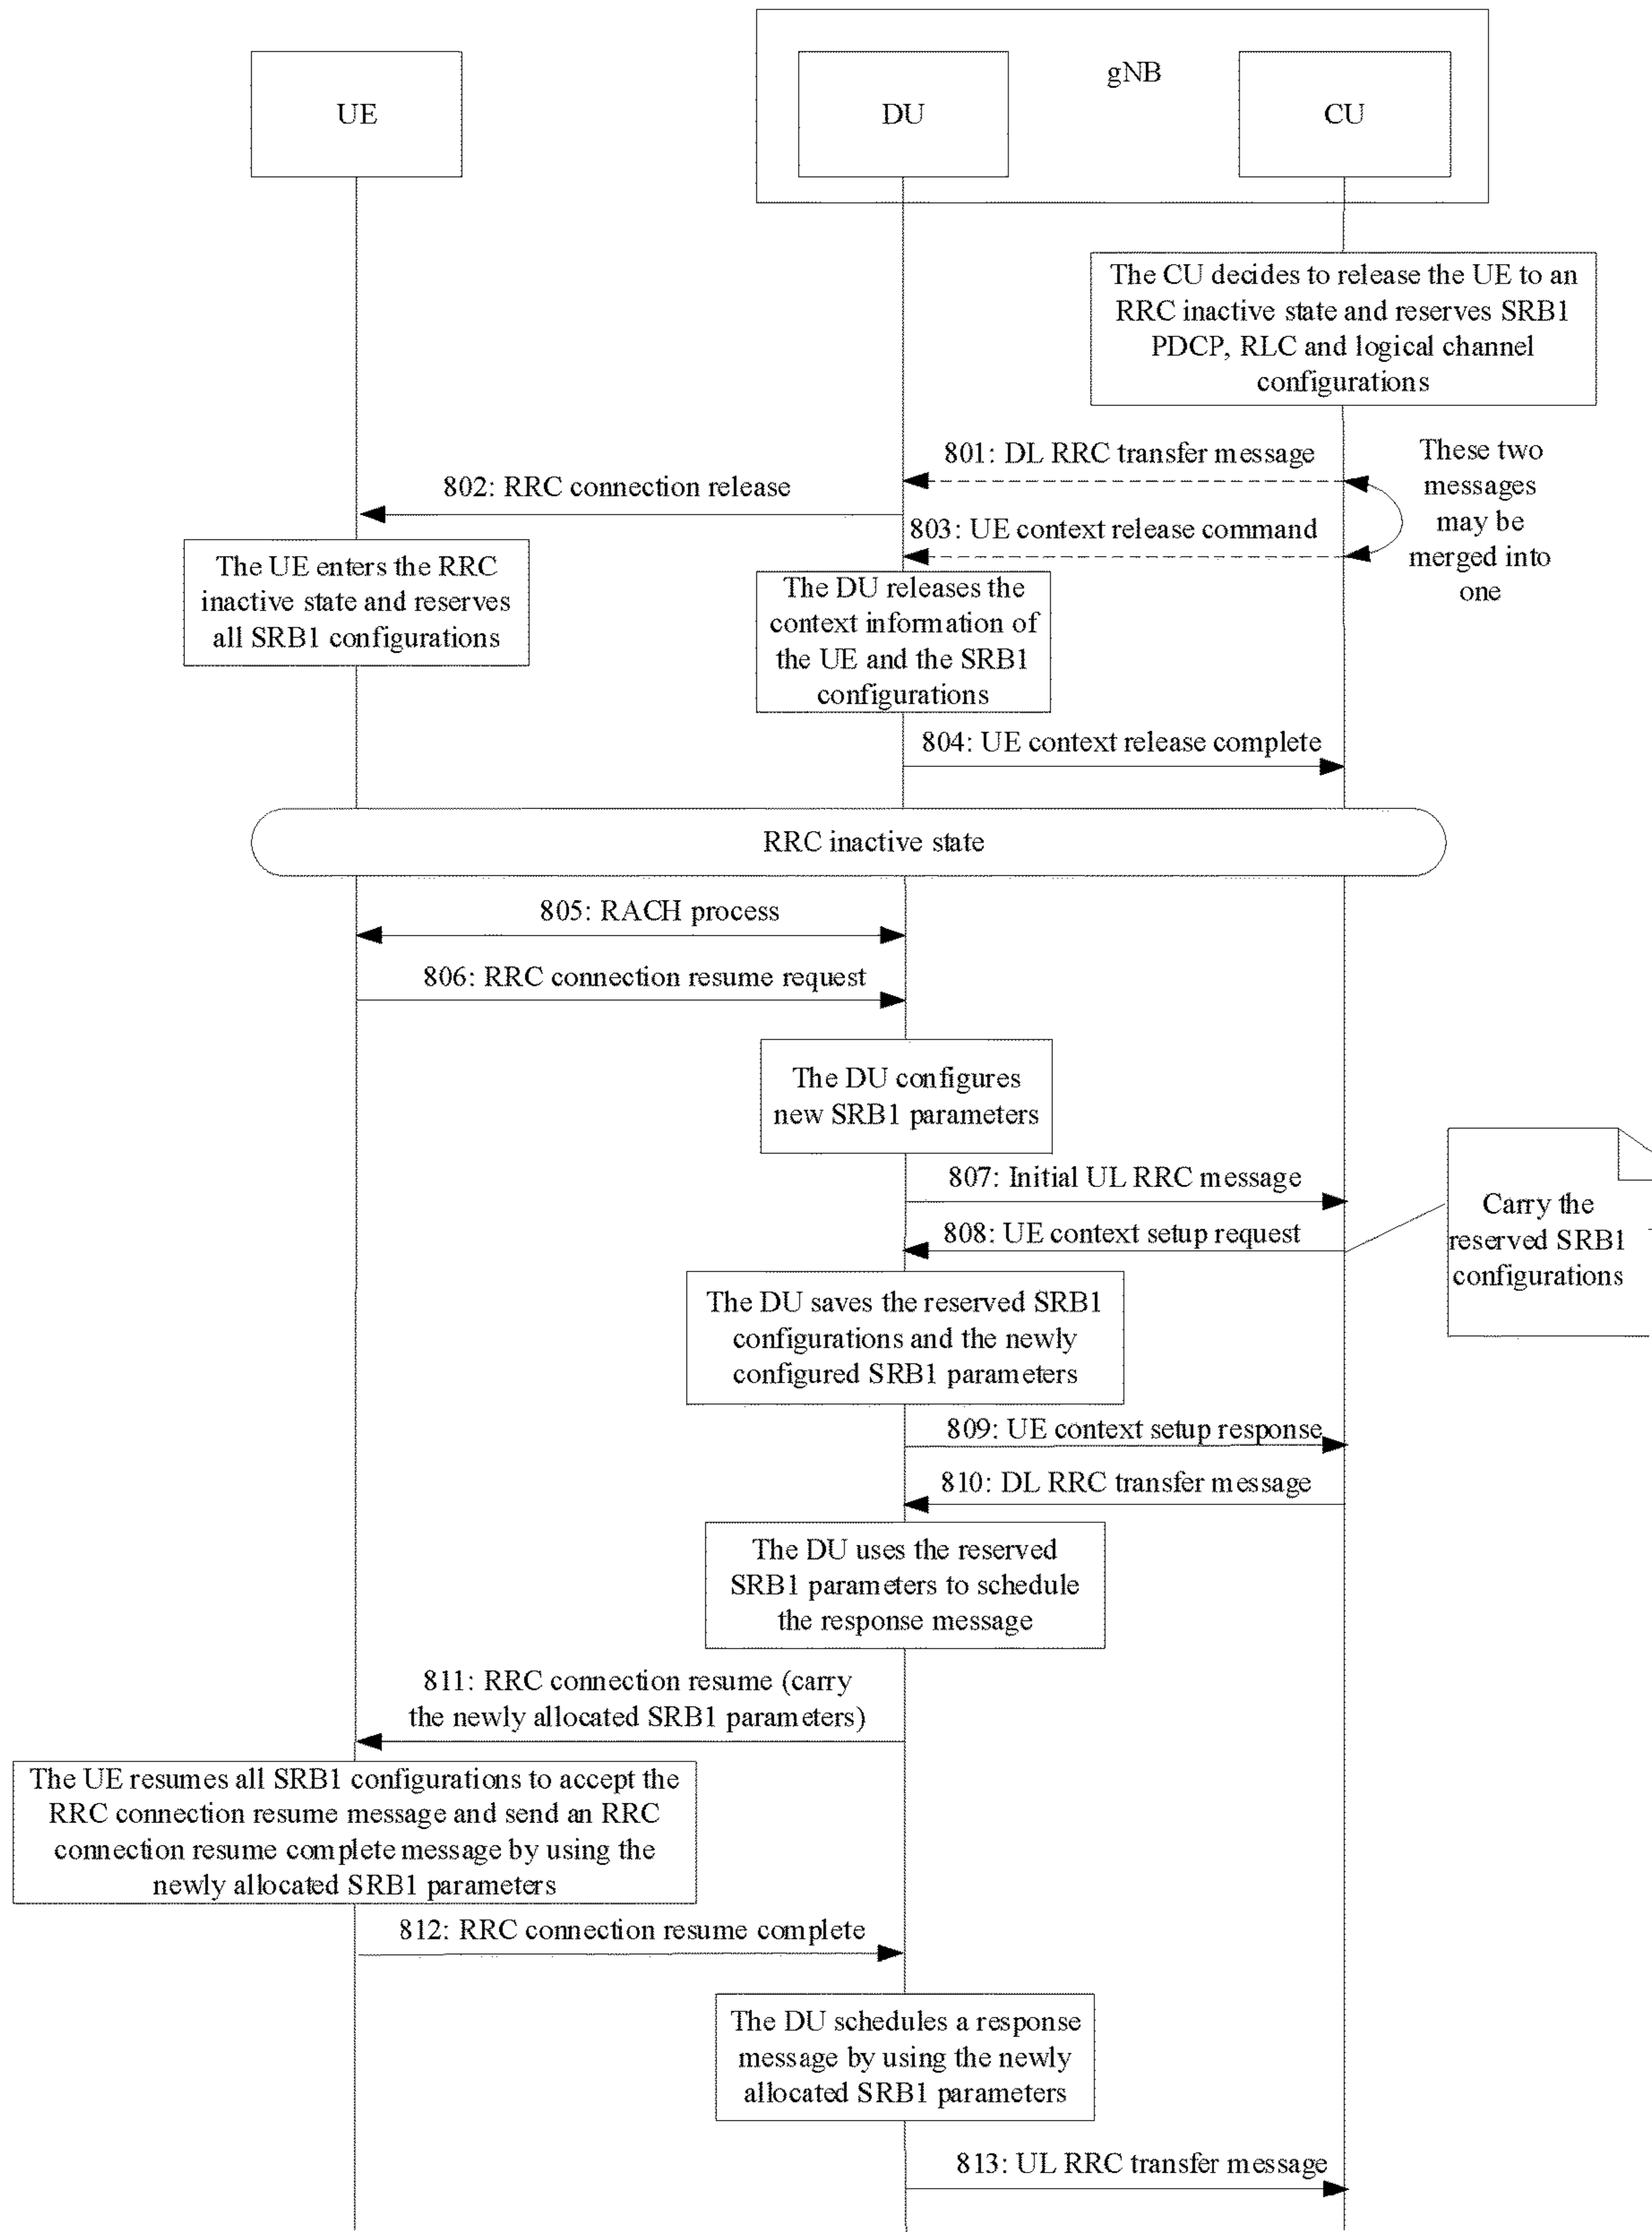 gNB
UE
DU
CU
The CU decides to release the UE to an
RRC inactive state and reserves SRB1
PDCP, RLC and logical channel
configurations
801: DL RRC transfer message
These two
messages
may be
merged into
one
802: RRC connection release
803: UE context release command
The UE enters the RRC
inactive state and reserves
all SRB1 configurations
The DU releases the
context information of
the UE and the SRB1
configurations
804: UE context release complete
RRC inactive state
805: RACH process
806: RRC connection resume request
The DU configures
new SRB1 parameters
807: Initial UL RRC message
808: UE context setup request
Carry the
reserved SRB1
configurations
The DU saves the reserved SRB1
configurations and the newly
configured SRB1 parameters
809: UE context setup response
810: DL RRC transfer message
The DU uses the reserved
SRB1 parameters to schedule
the response message
811: RRC connection resume (carry
the newly allocated SRB1 parameters)
The UE resumes all SRB1 configurations to accept the
RRC connection resume message and send an RRC
connection resume complete message by using the
newly allocated SRB1 parameters
812: RRC connection resume complete
The DU schedules a response
message by using the newly
allocated SRB1 parameters
813: UL RRC transfer message